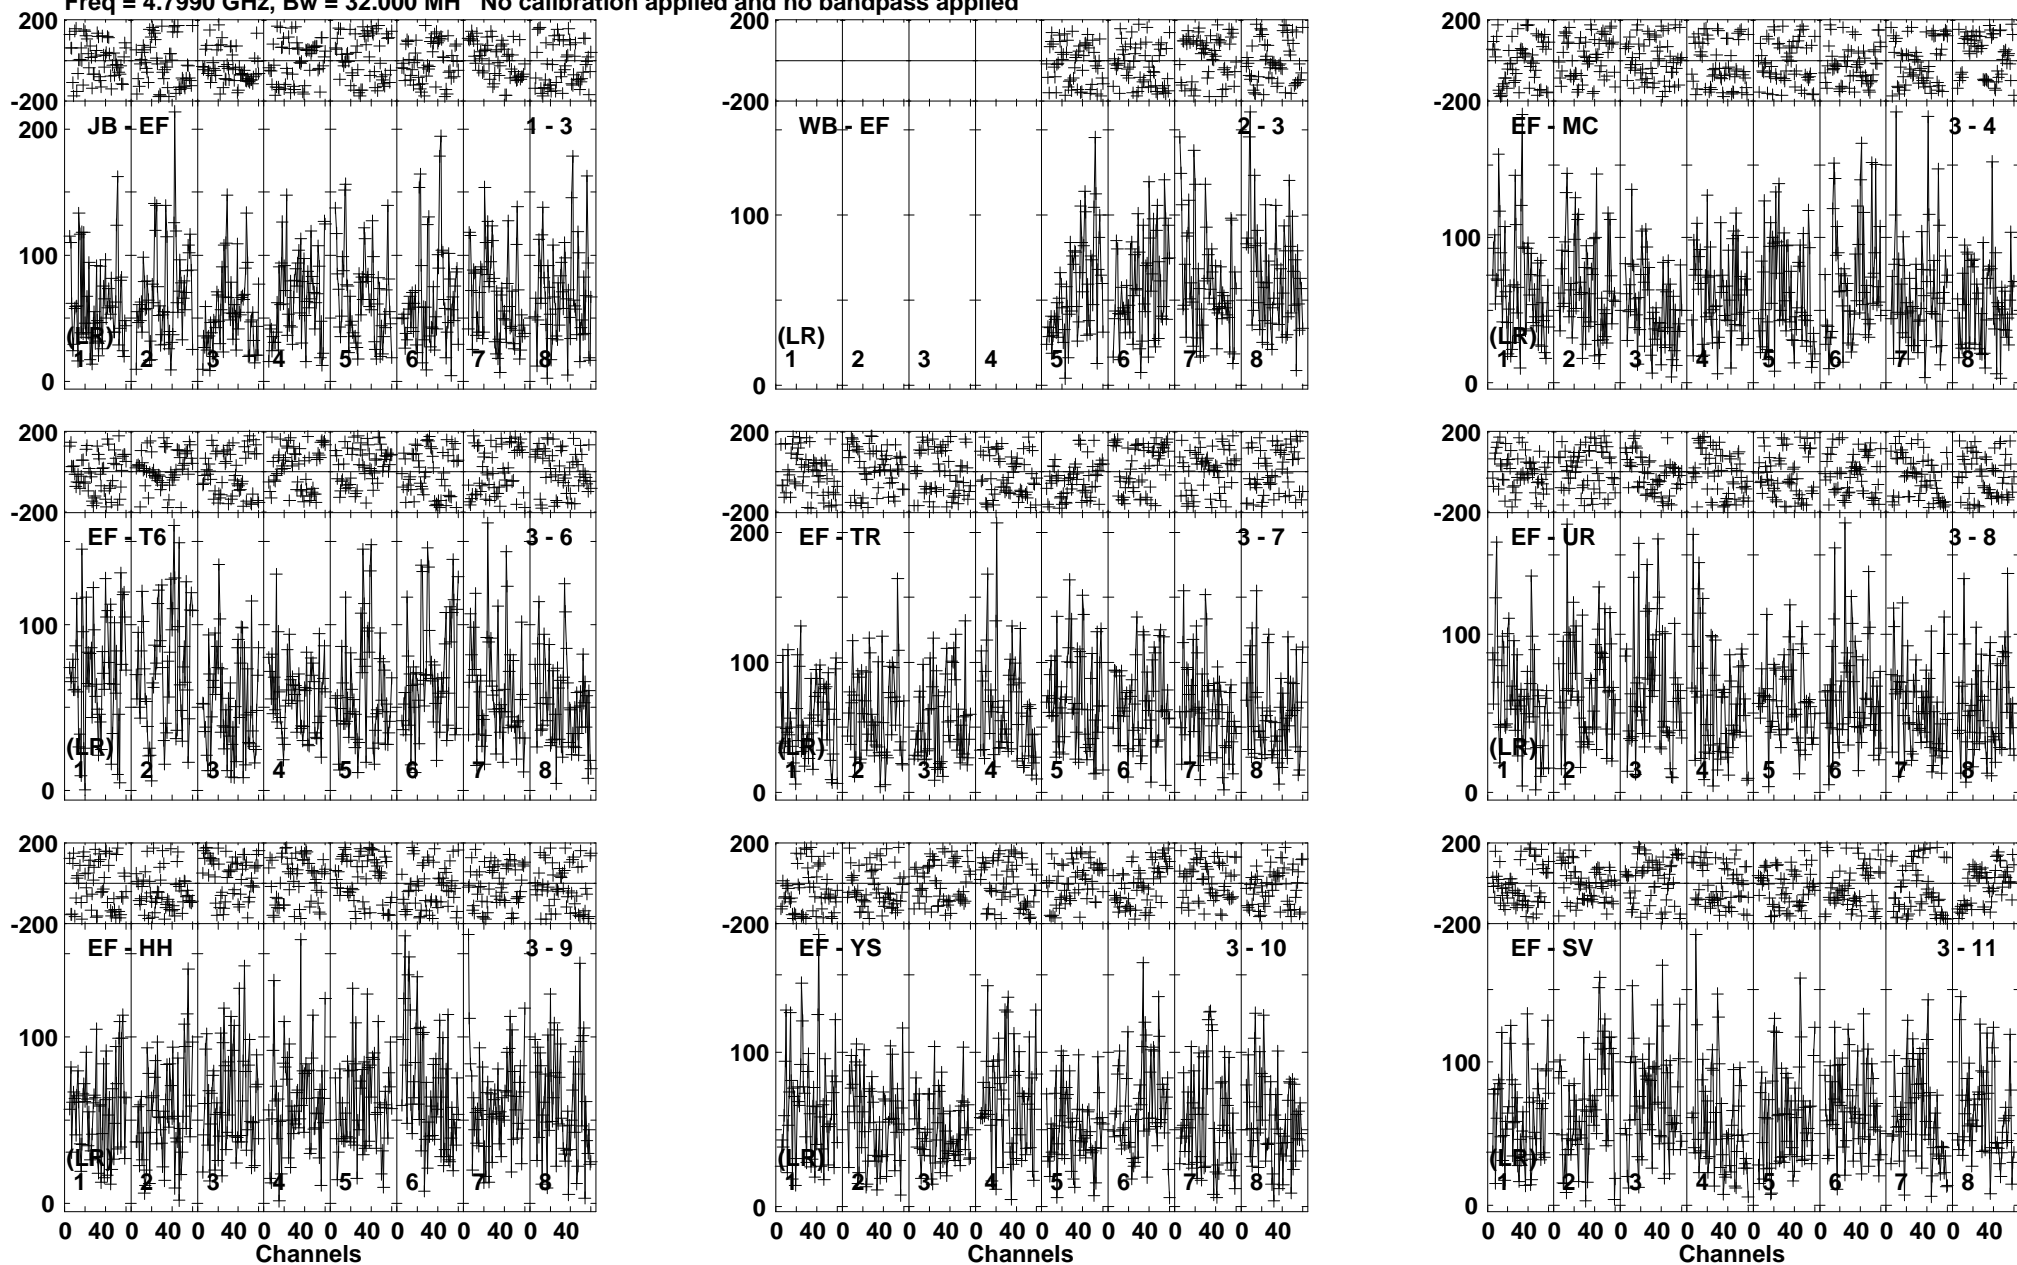 Freq = 4.7990 GHz, Bw = 32.000 MH No calibration applied and no bandpass applied
200 200 200
-200 -200 -200
JB - EF 1 - 3 WB - EF 2 - 3 EF - MC 3 - 4
200
100 100 100
(LR) (LR) (LR)
1 2 3 4 5 6 7 8 1 2 3 4 5 6 7 8 1 2 3 4 5 6 7 8
0 0 0
200 200 200
-200 -200 -200
EF - T6 3 - 6 EF - TR 3 - 7 EF - UR 3 - 8
200
100 100 100
(LR) (LR) (LR)
1 2 3 4 5 6 7 8 1 2 3 4 5 6 7 8 1 2 3 4 5 6 7 8
0 0 0
200 200 200
-200 -200 -200
EF - HH 3 - 9 EF - YS 3 - 10 EF - SV 3 - 11
100 100 100
(LR) (LR) (LR)
1 2 3 4 5 6 7 8 1 2 3 4 5 6 7 8 1 2 3 4 5 6 7 8
0 0 0
0 40 0 40 0 40 0 40 0 40 0 40 0 40 0 40 0 40 0 40 0 40 0 40 0 40 0 40 0 40 0 40 0 40 0 40 0 40 0 40 0 40 0 40 0 40 0 40
Channels Channels Channels